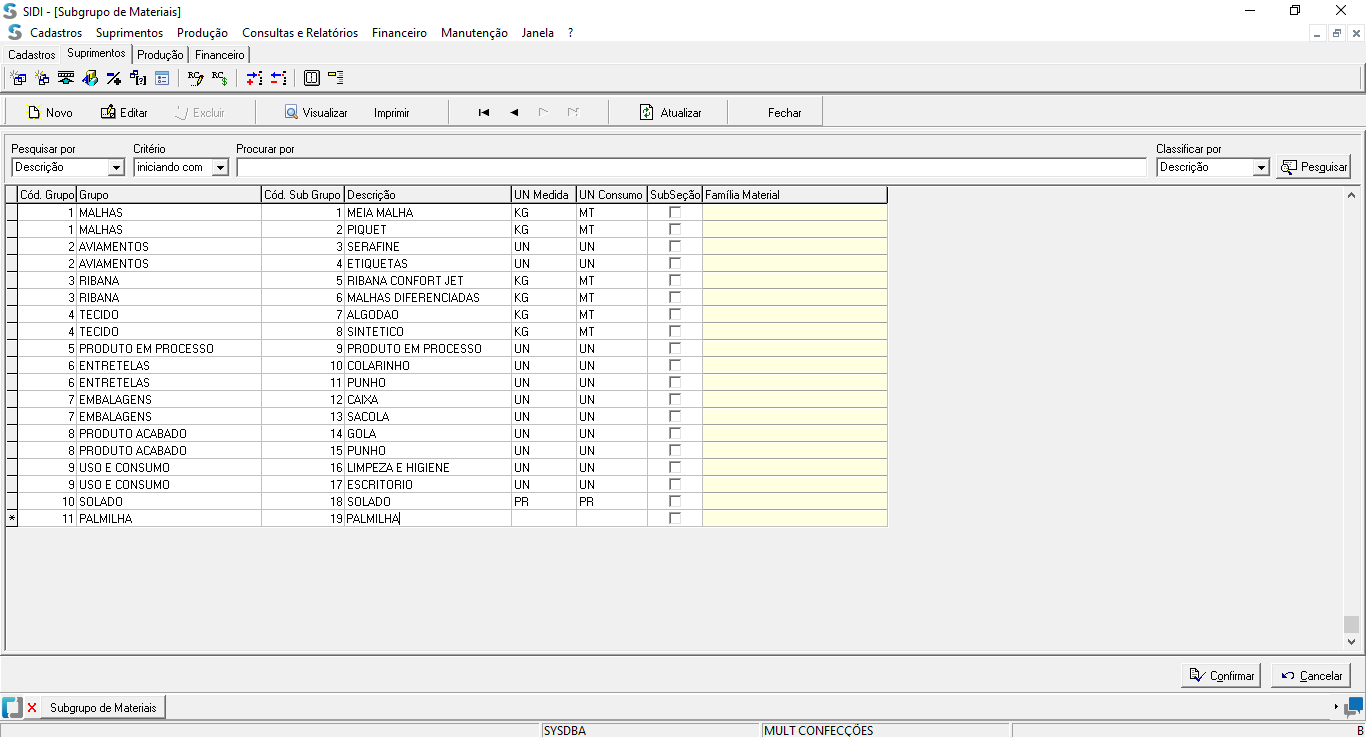 SIDI - [Subgrupo de Materiais]
Cadastros Suprimentos Produção Consultas e Relatórios Financeiro Manutenção Janela ?
Cadastros Suprimentos Produção Financeiro
Novo Editar Excluir Visualizar Imprimir Atualizar Fechar
Pesquisar por Critério Procurar por Classificar por
Descrição iniciando com Descrição Pesquisar
Cód. Grupo Grupo Cód. Sub Grupo Descrição UN Medida UN Consumo SubSeção Família Material
1 MALHAS 1 MEIA MALHA KG MT
1 MALHAS 2 PIQUET KG MT
2 AVIAMENTOS 3 SERAFINE UN UN
2 AVIAMENTOS 4 ETIQUETAS UN UN
3 RIBANA 5 RIBANA CONFORT JET KG MT
3 RIBANA 6 MALHAS DIFERENCIADAS KG MT
4 TECIDO 7 ALGODAO KG MT
4 TECIDO 8 SINTETICO KG MT
5 PRODUTO EM PROCESSO 9 PRODUTO EM PROCESSO UN UN
6 ENTRETELAS 10 COLARINHO UN UN
6 ENTRETELAS 11 PUNHO UN UN
7 EMBALAGENS 12 CAIXA UN UN
7 EMBALAGENS 13 SACOLA UN UN
8 PRODUTO ACABADO 14 GOLA UN UN
8 PRODUTO ACABADO 15 PUNHO UN UN
9 USO E CONSUMO 16 LIMPEZA E HIGIENE UN UN
9 USO E CONSUMO 17 ESCRITORIO UN UN
10 SOLADO 18 SOLADO PR PR
* 11 PALMILHA 19 PALMILHA
Confirmar Cancelar
Subgrupo de Materiais
SYSDBA MULT CONFECÇÕES B